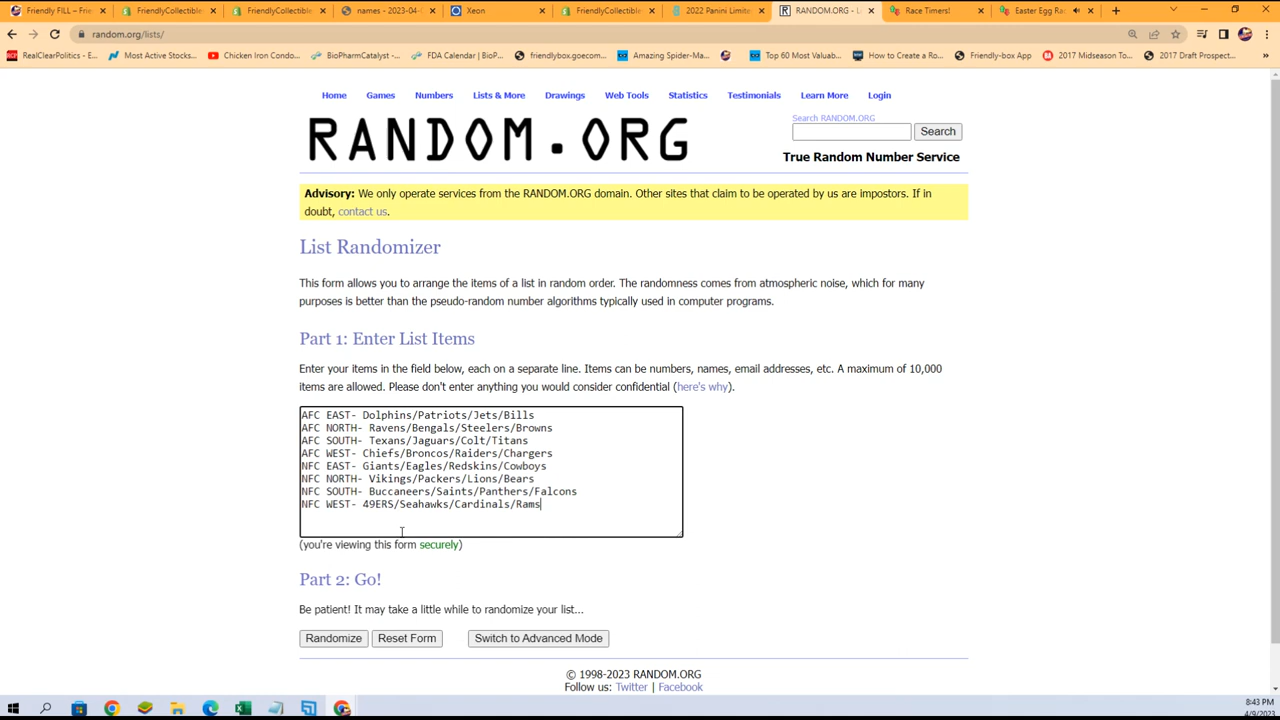 Friendly FILL – Frien
FriendlyCollectible
FriendlyCollectible
names - 2023-04-
Xeon
FriendlyCollectible
2022 Panini Limite
RANDOM.ORG - L
Race Timers!
Easter Egg Ra
random.org/lists/
RealClearPolitics - E...
Most Active Stocks...
Chicken Iron Condo...
BioPharmCatalyst -...
FDA Calendar | BioP...
friendlybox.goecom...
Amazing Spider-Ma...
Top 60 Most Valuab...
How to Create a Ro...
Friendly-box App
2017 Midseason To...
2017 Draft Prospect...
Home Games Numbers Lists & More Drawings Web Tools Statistics Testimonials Learn More Login
Search RANDOM.ORG
RANDOM.ORG
Search
True Random Number Service
Advisory: We only operate services from the RANDOM.ORG domain. Other sites that claim to be operated by us are impostors. If in
doubt, contact us.
List Randomizer
This form allows you to arrange the items of a list in random order. The randomness comes from atmospheric noise, which for many
purposes is better than the pseudo-random number algorithms typically used in computer programs.
Part 1: Enter List Items
Enter your items in the field below, each on a separate line. Items can be numbers, names, email addresses, etc. A maximum of 10,000
items are allowed. Please don't enter anything you would consider confidential (here's why).
AFC EAST- Dolphins/Patriots/Jets/Bills
AFC NORTH- Ravens/Bengals/Steelers/Browns
AFC SOUTH- Texans/Jaguars/Colt/Titans
AFC WEST- Chiefs/Broncos/Raiders/Chargers
NFC EAST- Giants/Eagles/Redskins/Cowboys
NFC NORTH- Vikings/Packers/Lions/Bears
NFC SOUTH- Buccaneers/Saints/Panthers/Falcons
NFC WEST- 49ERS/Seahawks/Cardinals/Rams
(you're viewing this form securely)
Part 2: Go!
Be patient! It may take a little while to randomize your list...
Randomize Reset Form Switch to Advanced Mode
© 1998-2023 RANDOM.ORG
Follow us: Twitter | Facebook
8:43 PM
4/9/2023